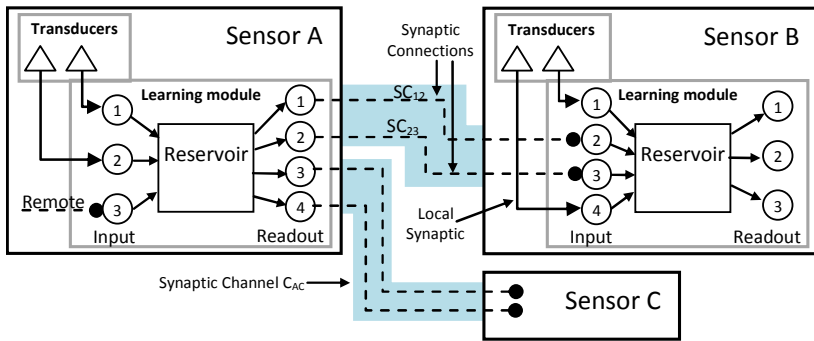 Transducers
Sensor A
Learning module
1
2
3
Remote
Input
Reservoir
1
2
3
4
Readout
Synaptic
Connections
SC12
SC23
Local
Synaptic
Synaptic Channel CAC
Transducers
Sensor B
Learning module
1
2
3
4
Input
Reservoir
1
2
3
Readout
Sensor C